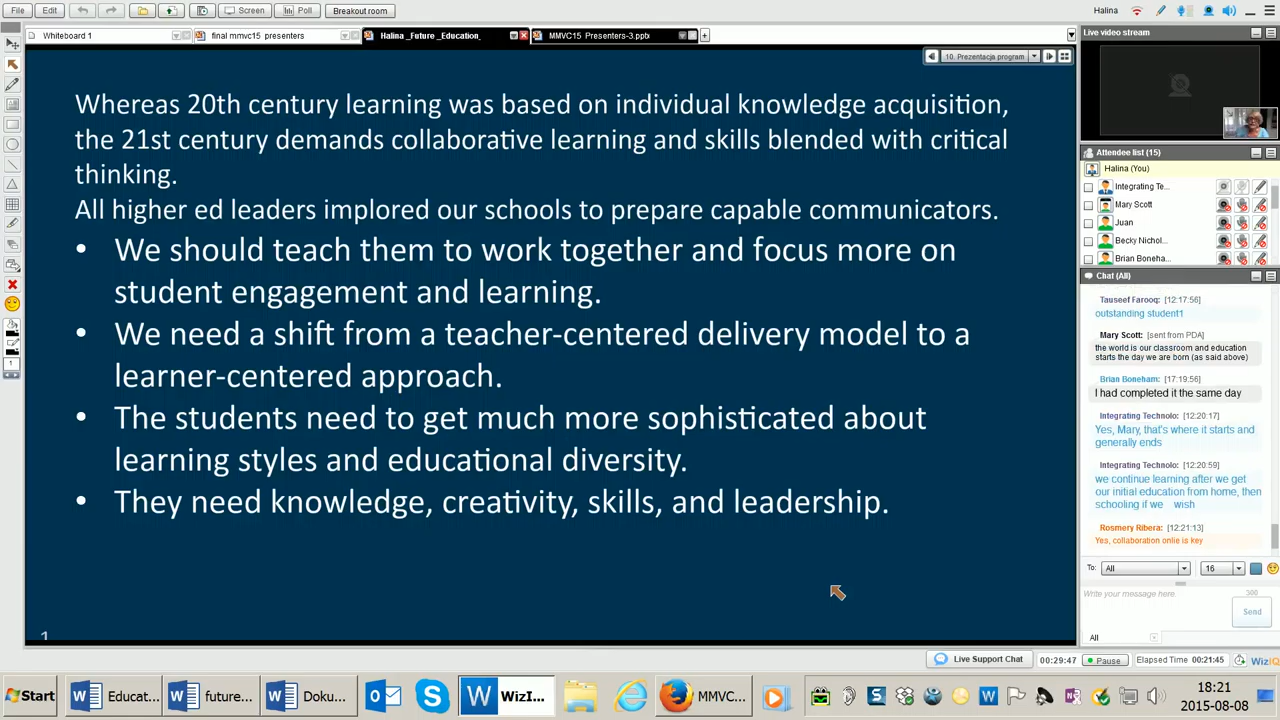 File
Edit
Screen
Poll
Breakout room
Halina
Whiteboard 1
final mmvc15 presenters
Halina _Future _Education_
MMVC15 Presenters-3.pptx
10. Prezentacja program
Whereas 20th century learning was based on individual knowledge acquisition,
the 21st century demands collaborative learning and skills blended with critical
thinking.
All higher ed leaders implored our schools to prepare capable communicators.
• We should teach them to work together and focus more on
student engagement and learning.
• We need a shift from a teacher-centered delivery model to a
learner-centered approach.
• The students need to get much more sophisticated about
learning styles and educational diversity.
• They need knowledge, creativity, skills, and leadership.
1
Live video stream
Attendee list (15)
Halina (You)
Integrating Te...
Mary Scott
Juan
Becky Nichol...
Brian Boneha...
Chat (All)
Tauseef Farooq: [12:17:56]
outstanding student1
Mary Scott: [sent from PDA]
the world is our classroom and education
starts the day we are born (as said above)
Brian Boneham: [17:19:56]
I had completed it the same day
Integrating Technolo: [12:20:17]
Yes, Mary, that's where it starts and
generally ends
Integrating Technolo: [12:20:59]
we continue learning after we get
our initial education from home, then
schooling if we wish
Rosmery Ribera: [12:21:13]
Yes, collaboration onlie is key
To: All 16
Write your message here.
300
Send
All
Live Support Chat
00:29:47
Pause
Elapsed Time 00:21:45
WizIQ
Start
Educat...
future...
Doku...
WizI...
MMVC...
18:21
2015-08-08